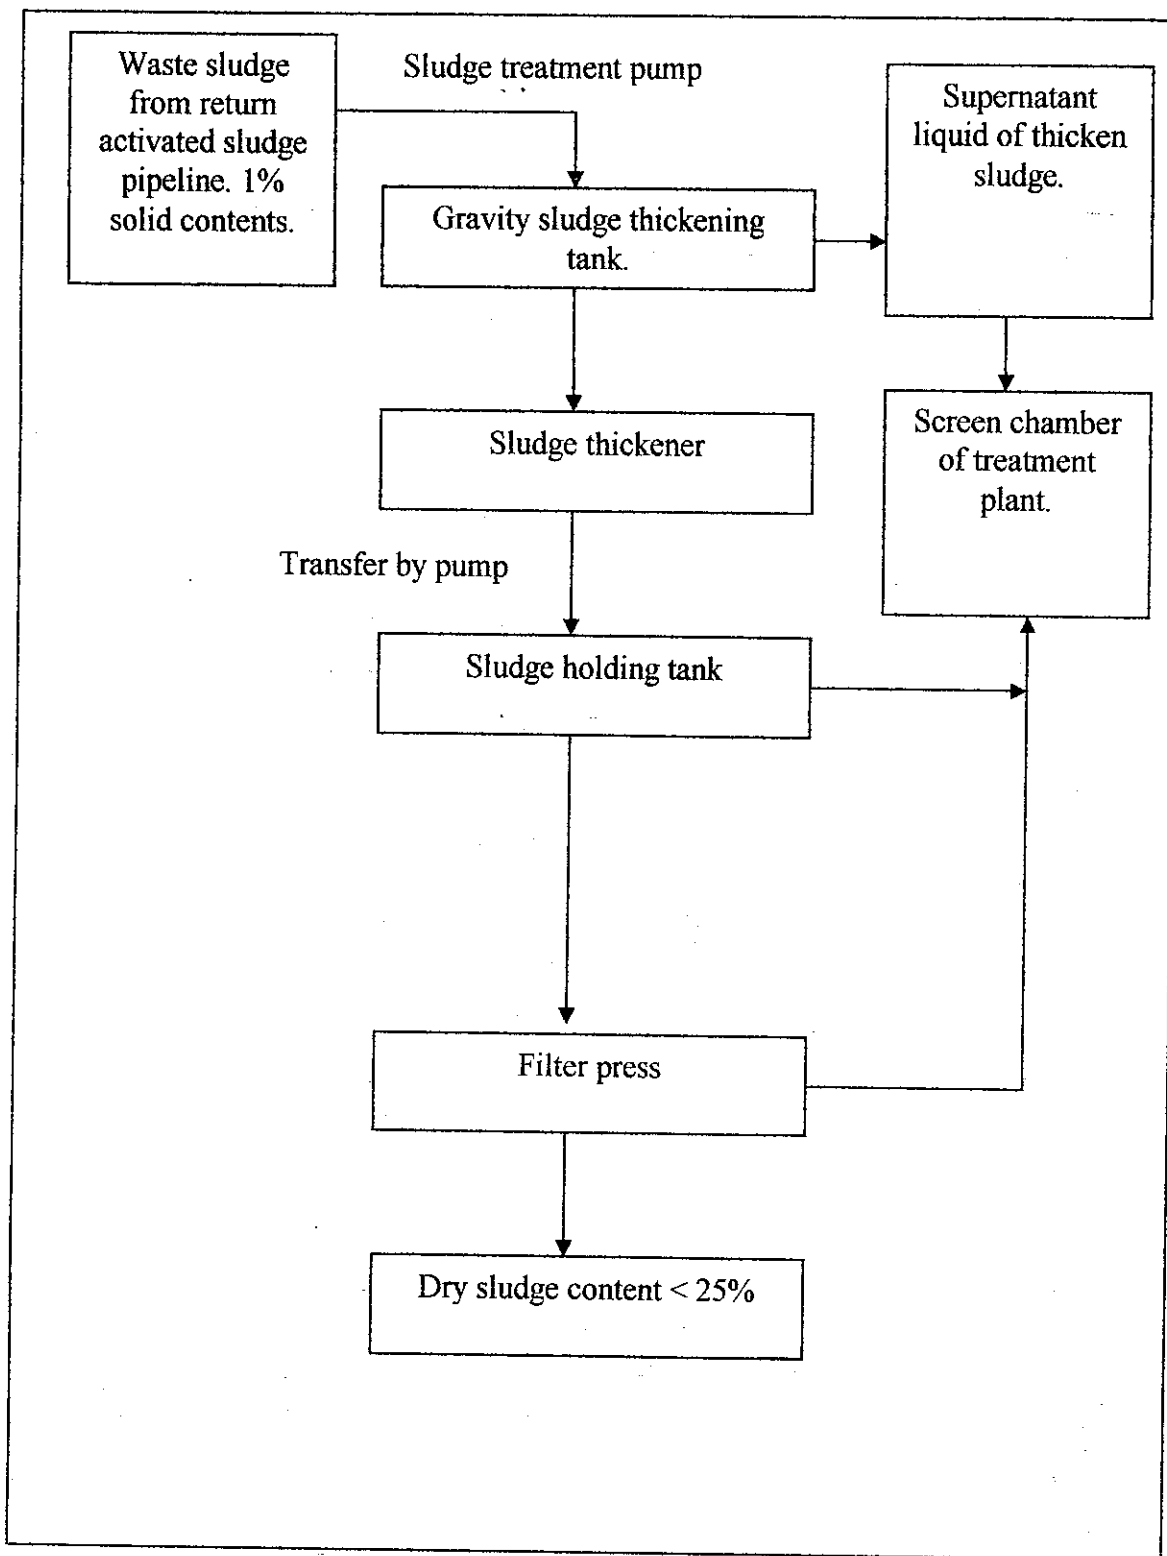 Waste sludge
from return
activated sludge
pipeline. 1%
solid contents.
Sludge treatment pump
Supernatant
liquid of thicken
sludge.
Gravity sludge thickening
tank.
Sludge thickener
Screen chamber
of treatment
plant.
Transfer by pump
Sludge holding tank
Filter press
Dry sludge content < 25%